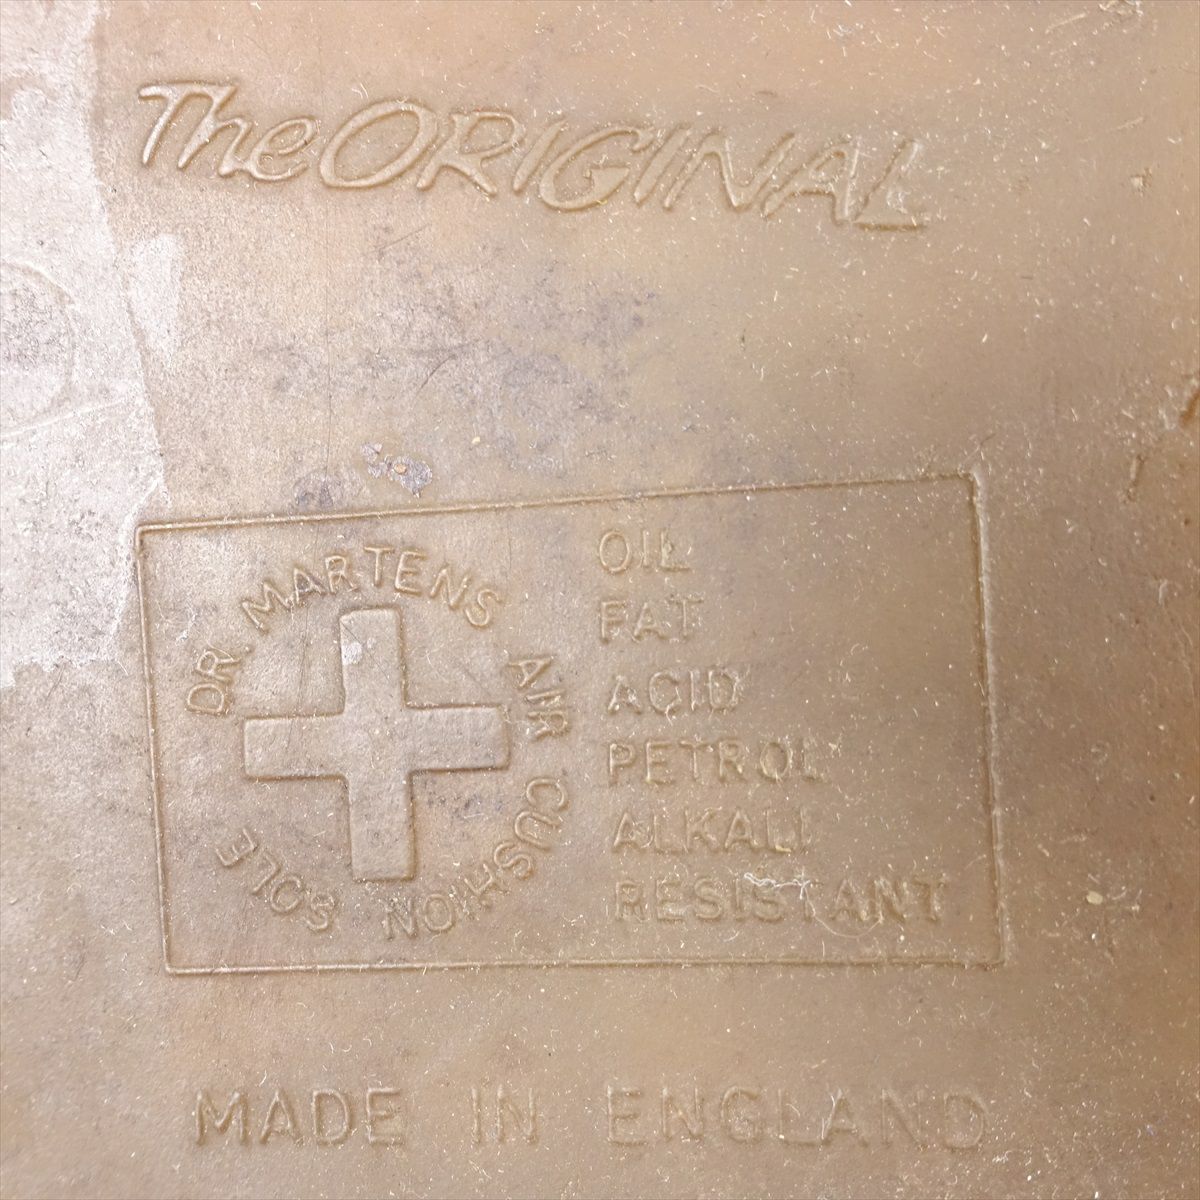 The ORIGINAL
DR. MARTENS AIR CUSHION SOLE
OIL
FAT
ACID
PETROL
ALKALI
RESISTANT
MADE IN ENGLAND